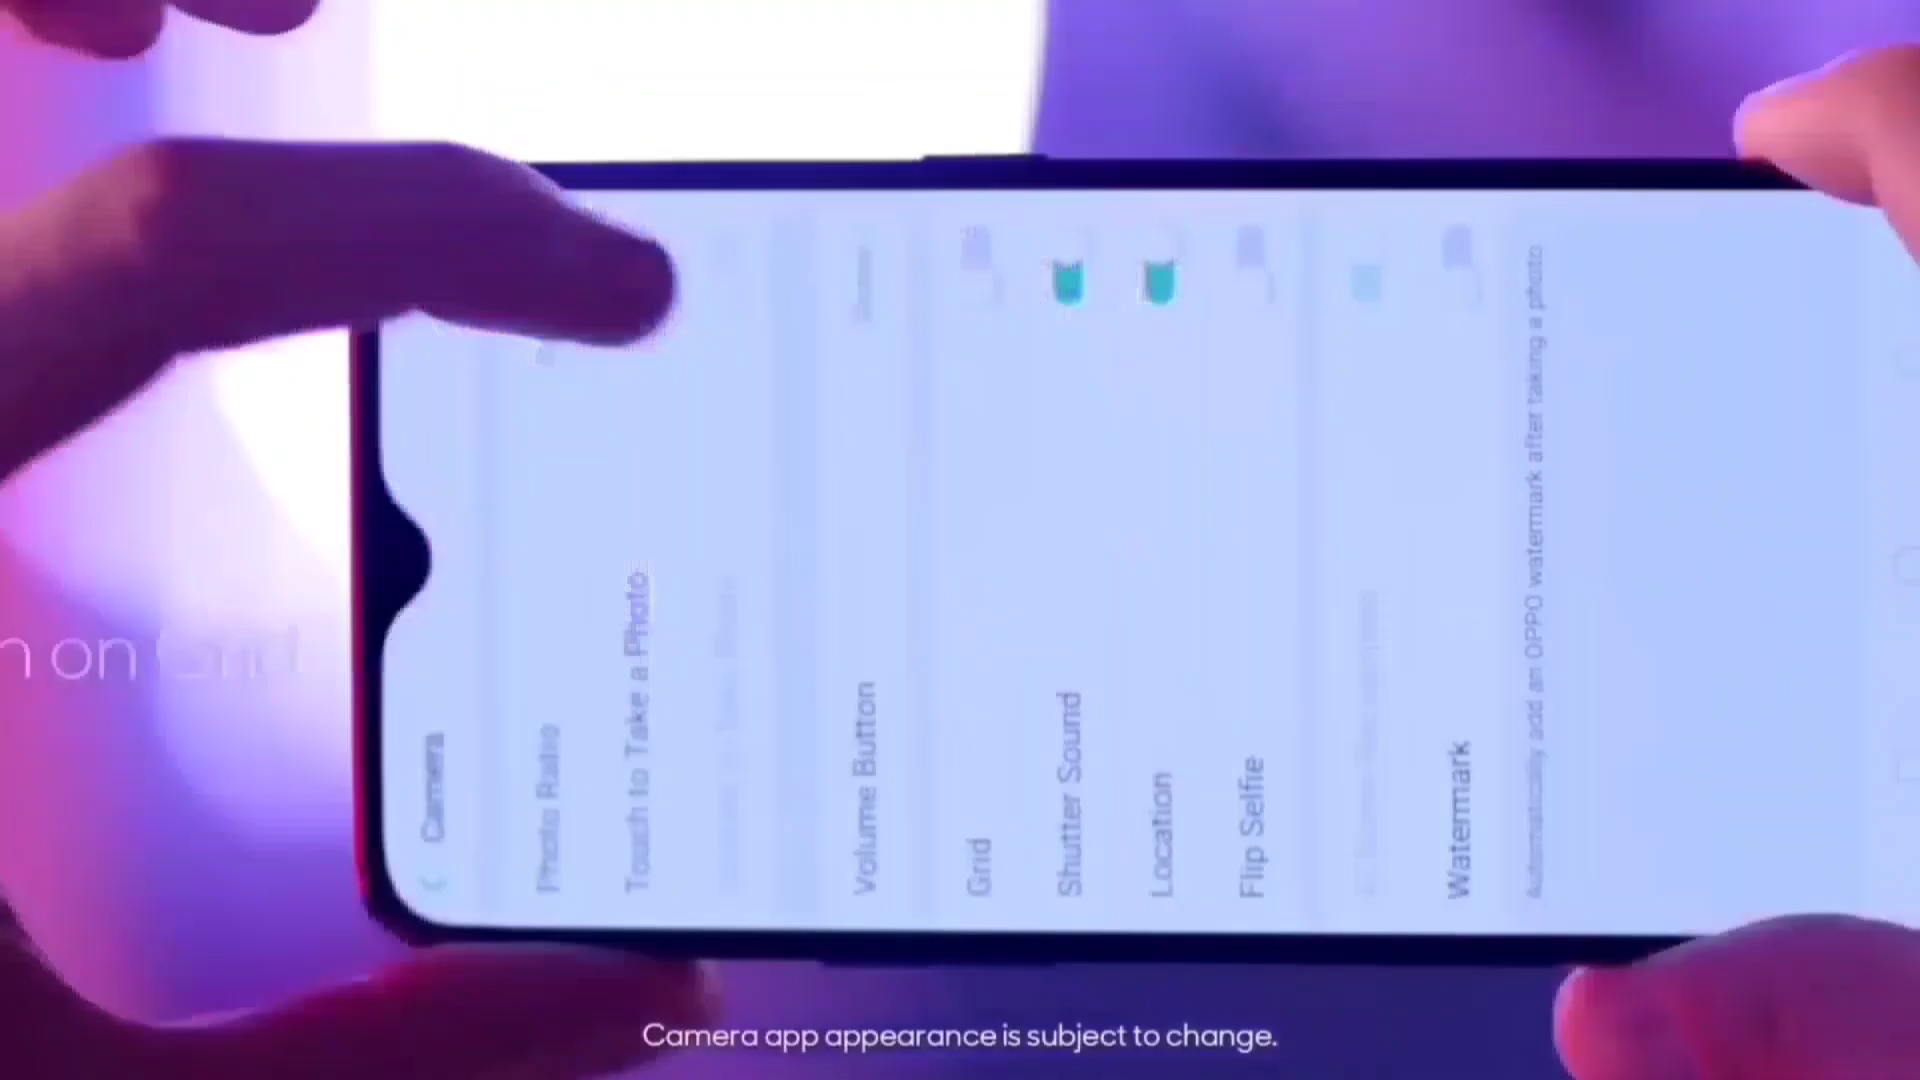 n on Grid
Camera
Photo Ratio
Touch to Take a Photo
Volume Button
Grid
Shutter Sound
Location
Flip Selfie
Watermark
Automatically add an OPPO watermark after taking a photo
Camera app appearance is subject to change.